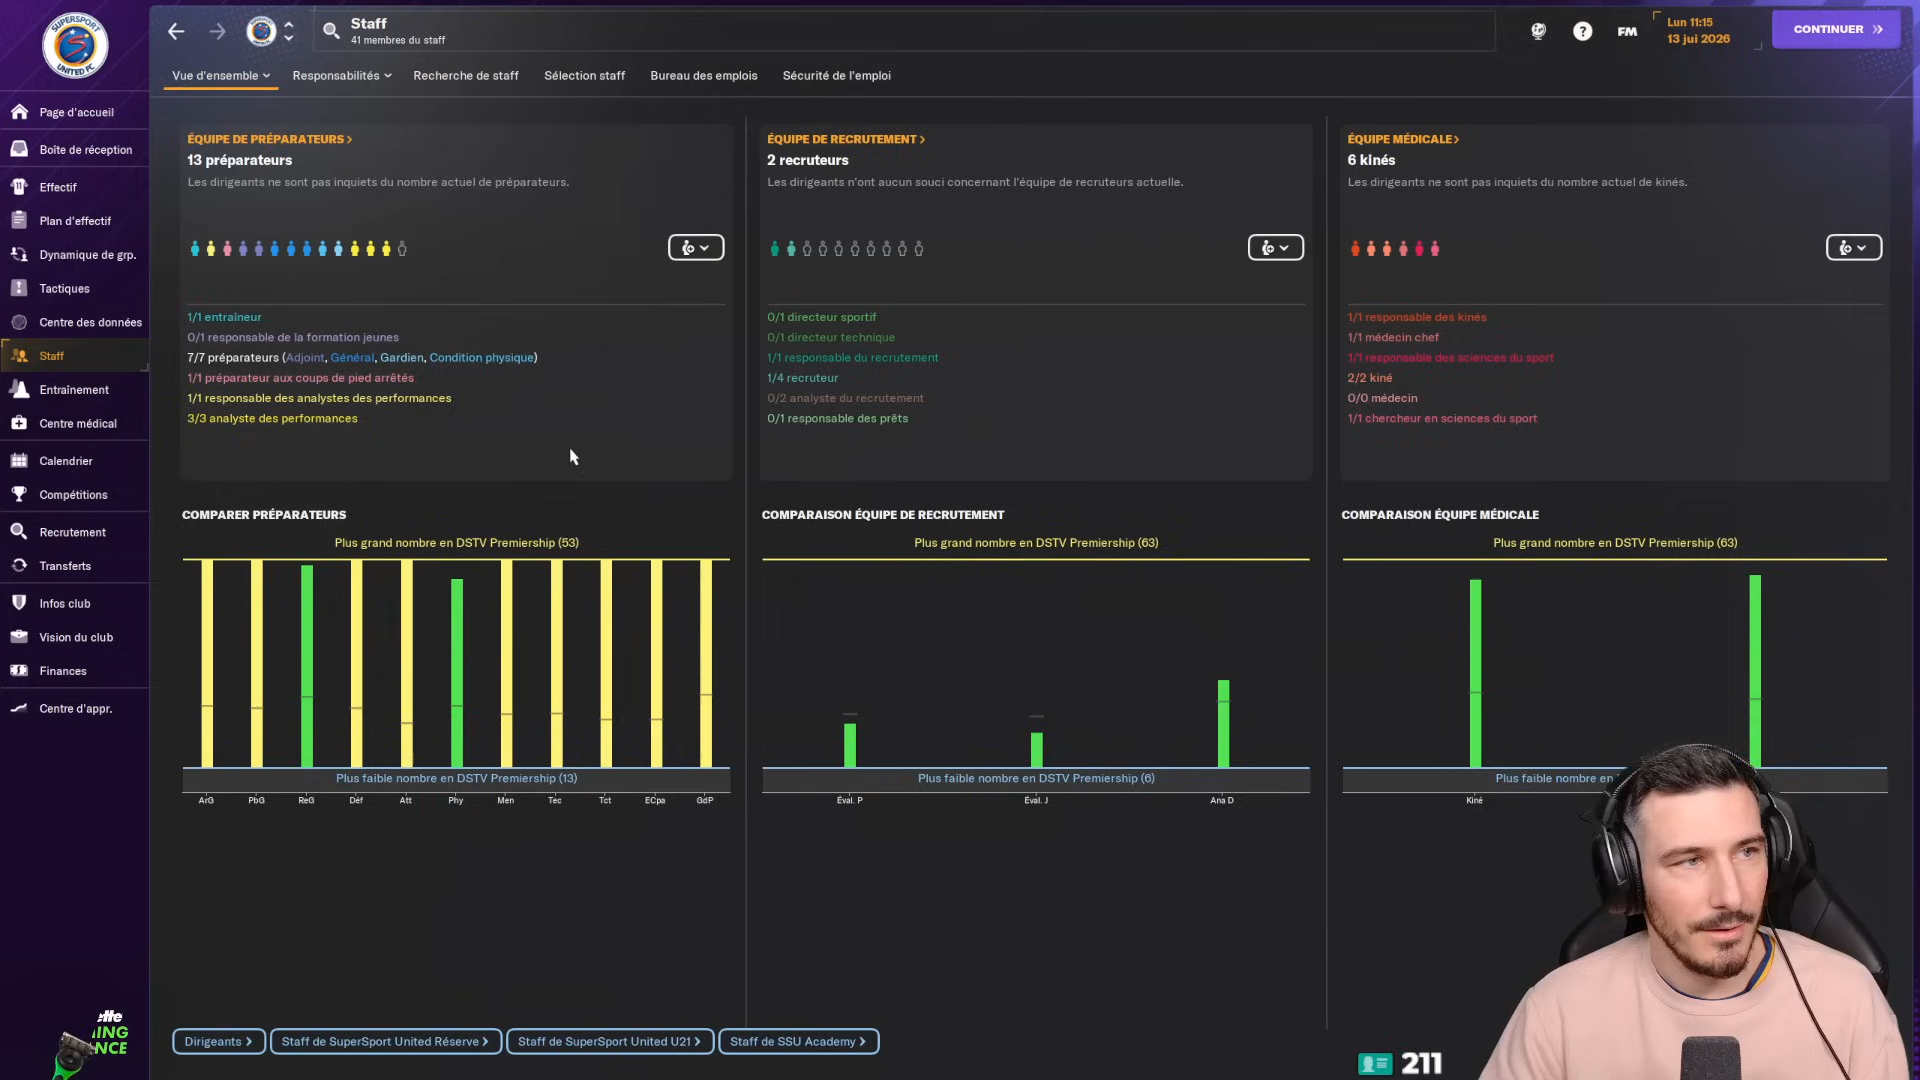 SUPERSPORT
UNITED FC
Staff
41 membres du staff
FM
Lun 11:15
13 jui 2026
CONTINUER
Vue d'ensemble
Responsabilités
Recherche de staff
Sélection staff
Bureau des emplois
Sécurité de l'emploi
Page d'accueil
Boîte de réception
Effectif
Plan d'effectif
Dynamique de grp.
Tactiques
Centre des données
Staff
Entraînement
Centre médical
Calendrier
Compétitions
Recrutement
Transferts
Infos club
Vision du club
Finances
Centre d'appr.
ÉQUIPE DE PRÉPARATEURS >
13 préparateurs
Les dirigeants ne sont pas inquiets du nombre actuel de préparateurs.
1/1 entraîneur
0/1 responsable de la formation jeunes
7/7 préparateurs (Adjoint, Général, Gardien, Condition physique)
1/1 préparateur aux coups de pied arrêtés
1/1 responsable des analystes des performances
3/3 analyste des performances
ÉQUIPE DE RECRUTEMENT >
2 recruteurs
Les dirigeants n'ont aucun souci concernant l'équipe de recruteurs actuelle.
0/1 directeur sportif
0/1 directeur technique
1/1 responsable du recrutement
1/4 recruteur
0/2 analyste du recrutement
0/1 responsable des prêts
ÉQUIPE MÉDICALE >
6 kinés
Les dirigeants ne sont pas inquiets du nombre actuel de kinés.
1/1 responsable des kinés
1/1 médecin chef
1/1 responsable des sciences du sport
2/2 kiné
0/0 médecin
1/1 chercheur en sciences du sport
COMPARER PRÉPARATEURS
Plus grand nombre en DSTV Premiership (53)
Plus faible nombre en DSTV Premiership (13)
ArG PbG ReG Déf Att Phy Men Tec Tct ECpa GdP
COMPARAISON ÉQUIPE DE RECRUTEMENT
Plus grand nombre en DSTV Premiership (63)
Plus faible nombre en DSTV Premiership (6)
Éval. P Éval. J Ana D
COMPARAISON ÉQUIPE MÉDICALE
Plus grand nombre en DSTV Premiership (63)
Plus faible nombre en
Kiné
Dirigeants >
Staff de SuperSport United Réserve >
Staff de SuperSport United U21 >
Staff de SSU Academy >
211